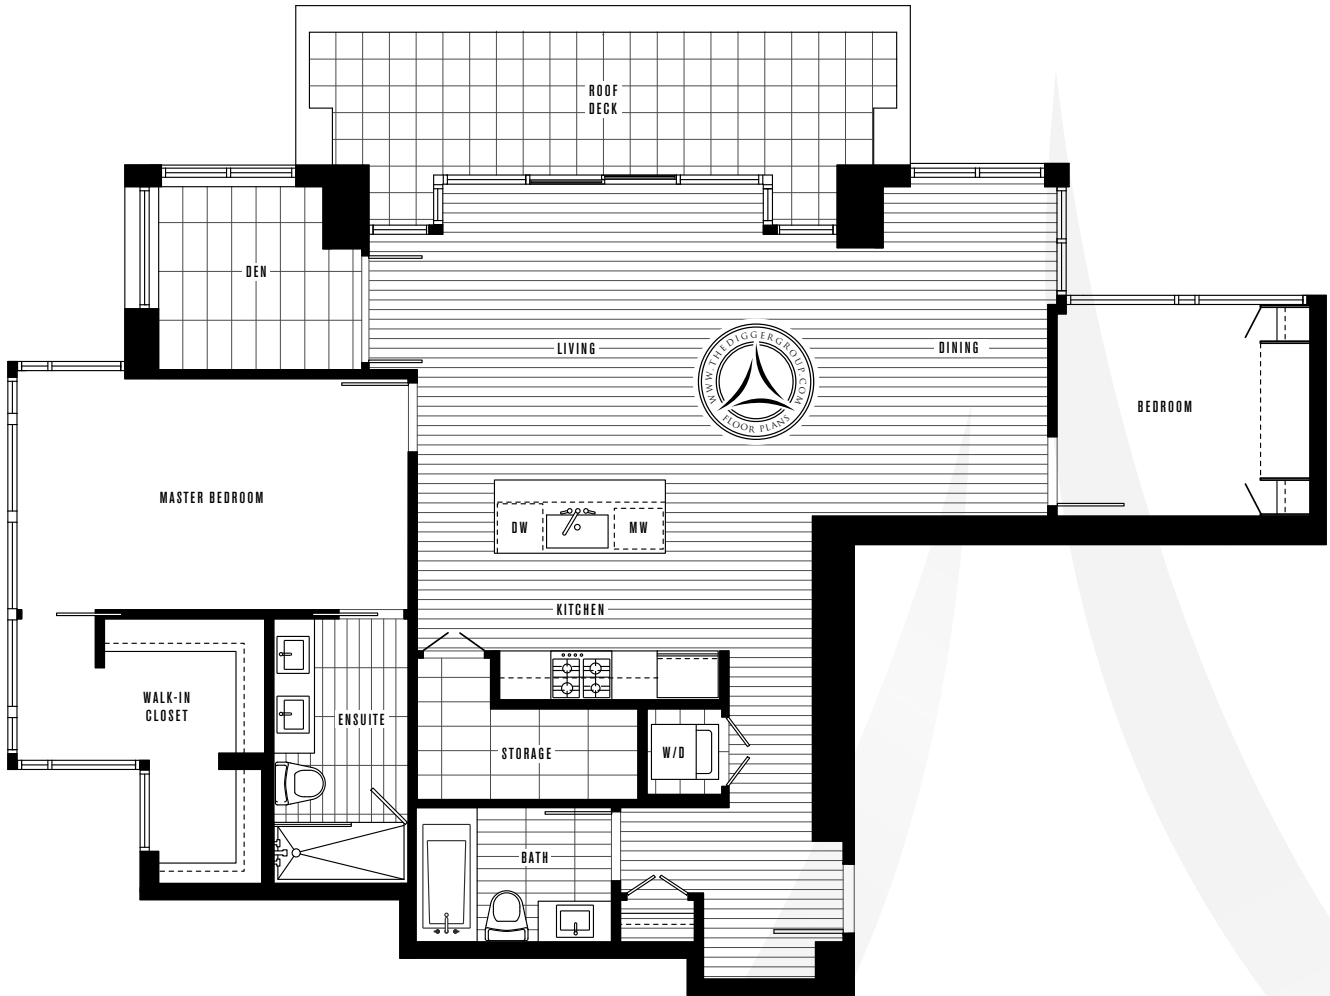 ROOF
DECK
DEN
LIVING
WWW.THEDIGGERGROUP.COM
FLOOR PLANS
DINING
BEDROOM
MASTER BEDROOM
DW
MW
KITCHEN
WALK-IN
CLOSET
ENSUITE
STORAGE
W/D
BATH